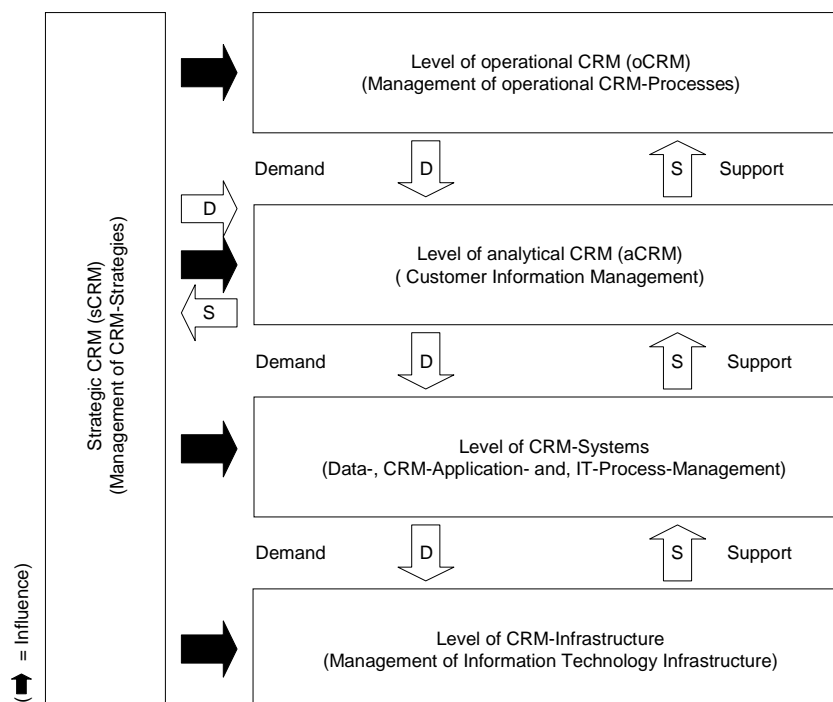 Level of operational CRM (oCRM)
(Management of operational CRM-Processes)
Demand D S Support
D
Level of analytical CRM (aCRM)
( Customer Information Management)
S
Demand D S Support
Strategic CRM (sCRM)
(Management of CRM-Strategies)
Level of CRM-Systems
(Data-, CRM-Application- and, IT-Process-Management)
Demand D S Support
Level of CRM-Infrastructure
(Management of Information Technology Infrastructure)
( = Influence)